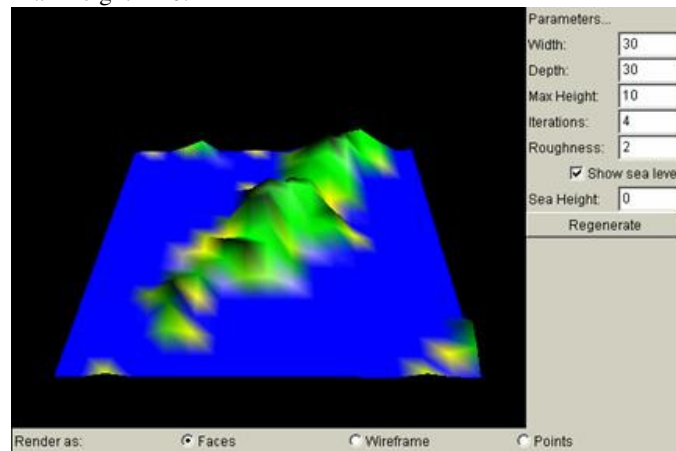 Parameters...
Width: 30
Depth: 30
Max Height: 10
Iterations: 4
Roughness: 2
Show sea leve
Sea Height: 0
Regenerate
Render as: Faces Wireframe Points